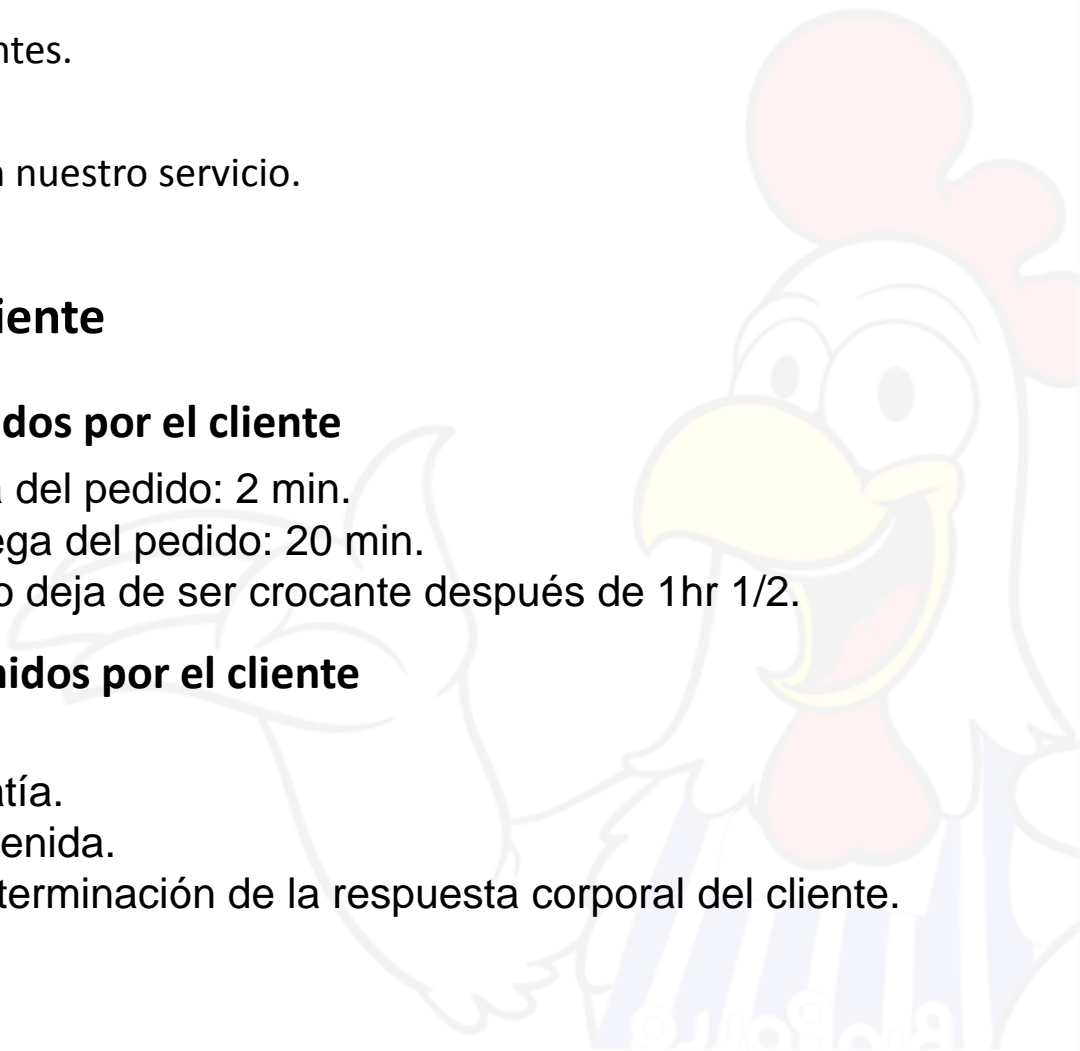 ntes.
nuestro servicio.
iente
dos por el cliente
del pedido: 2 min.
ega del pedido: 20 min.
o deja de ser crocante después de 1hr 1/2.
nidos por el cliente
tía.
enida.
terminación de la respuesta corporal del cliente.